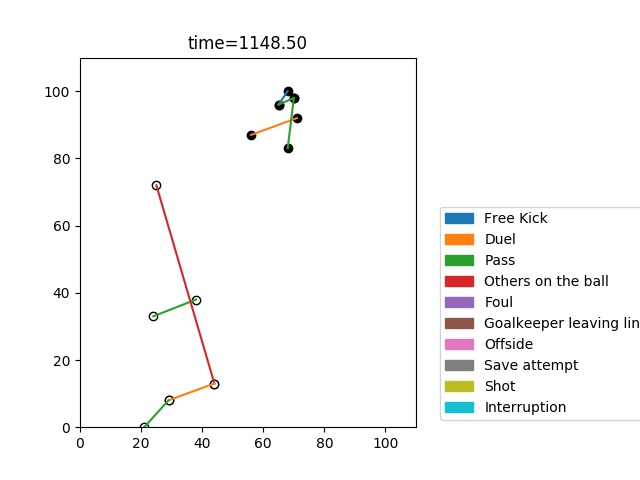 time=1148.50
100
80
60
40
20
0
0 20 40 60 80 100
Free Kick
Duel
Pass
Others on the ball
Foul
Goalkeeper leaving lin
Offside
Save attempt
Shot
Interruption